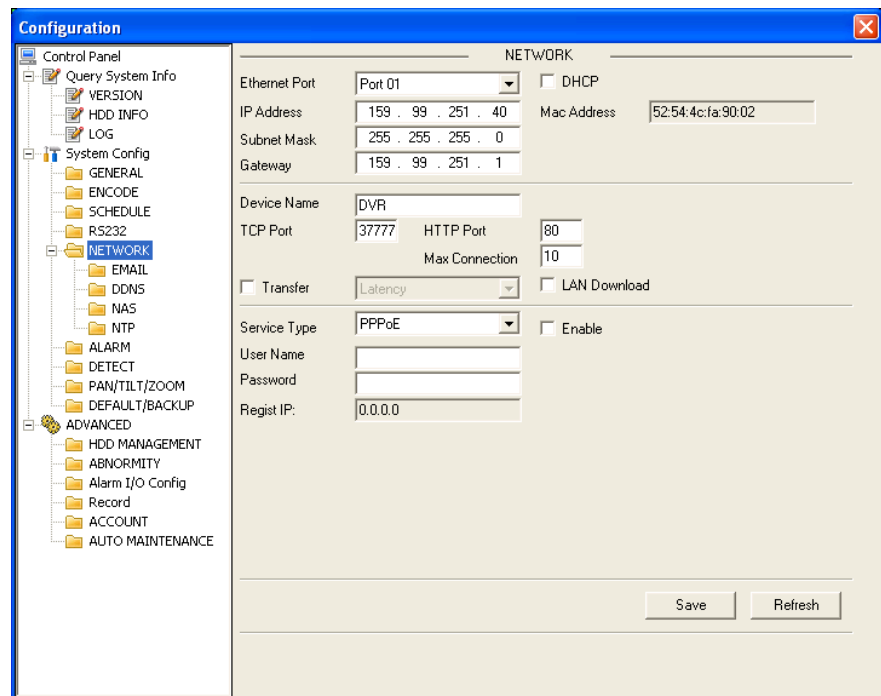 Configuration
Control Panel
Query System Info
VERSION
HDD INFO
LOG
System Config
GENERAL
ENCODE
SCHEDULE
RS232
NETWORK
EMAIL
DDNS
NAS
NTP
ALARM
DETECT
PAN/TILT/ZOOM
DEFAULT/BACKUP
ADVANCED
HDD MANAGEMENT
ABNORMITY
Alarm I/O Config
Record
ACCOUNT
AUTO MAINTENANCE
NETWORK
Ethernet Port Port 01 DHCP
IP Address 159 . 99 . 251 . 40 Mac Address 52:54:4c:fa:90:02
Subnet Mask 255 . 255 . 255 . 0
Gateway 159 . 99 . 251 . 1
Device Name DVR
TCP Port 37777 HTTP Port 80
Max Connection 10
Transfer Latency LAN Download
Service Type PPPoE Enable
User Name
Password
Regist IP: 0.0.0.0
Save Refresh